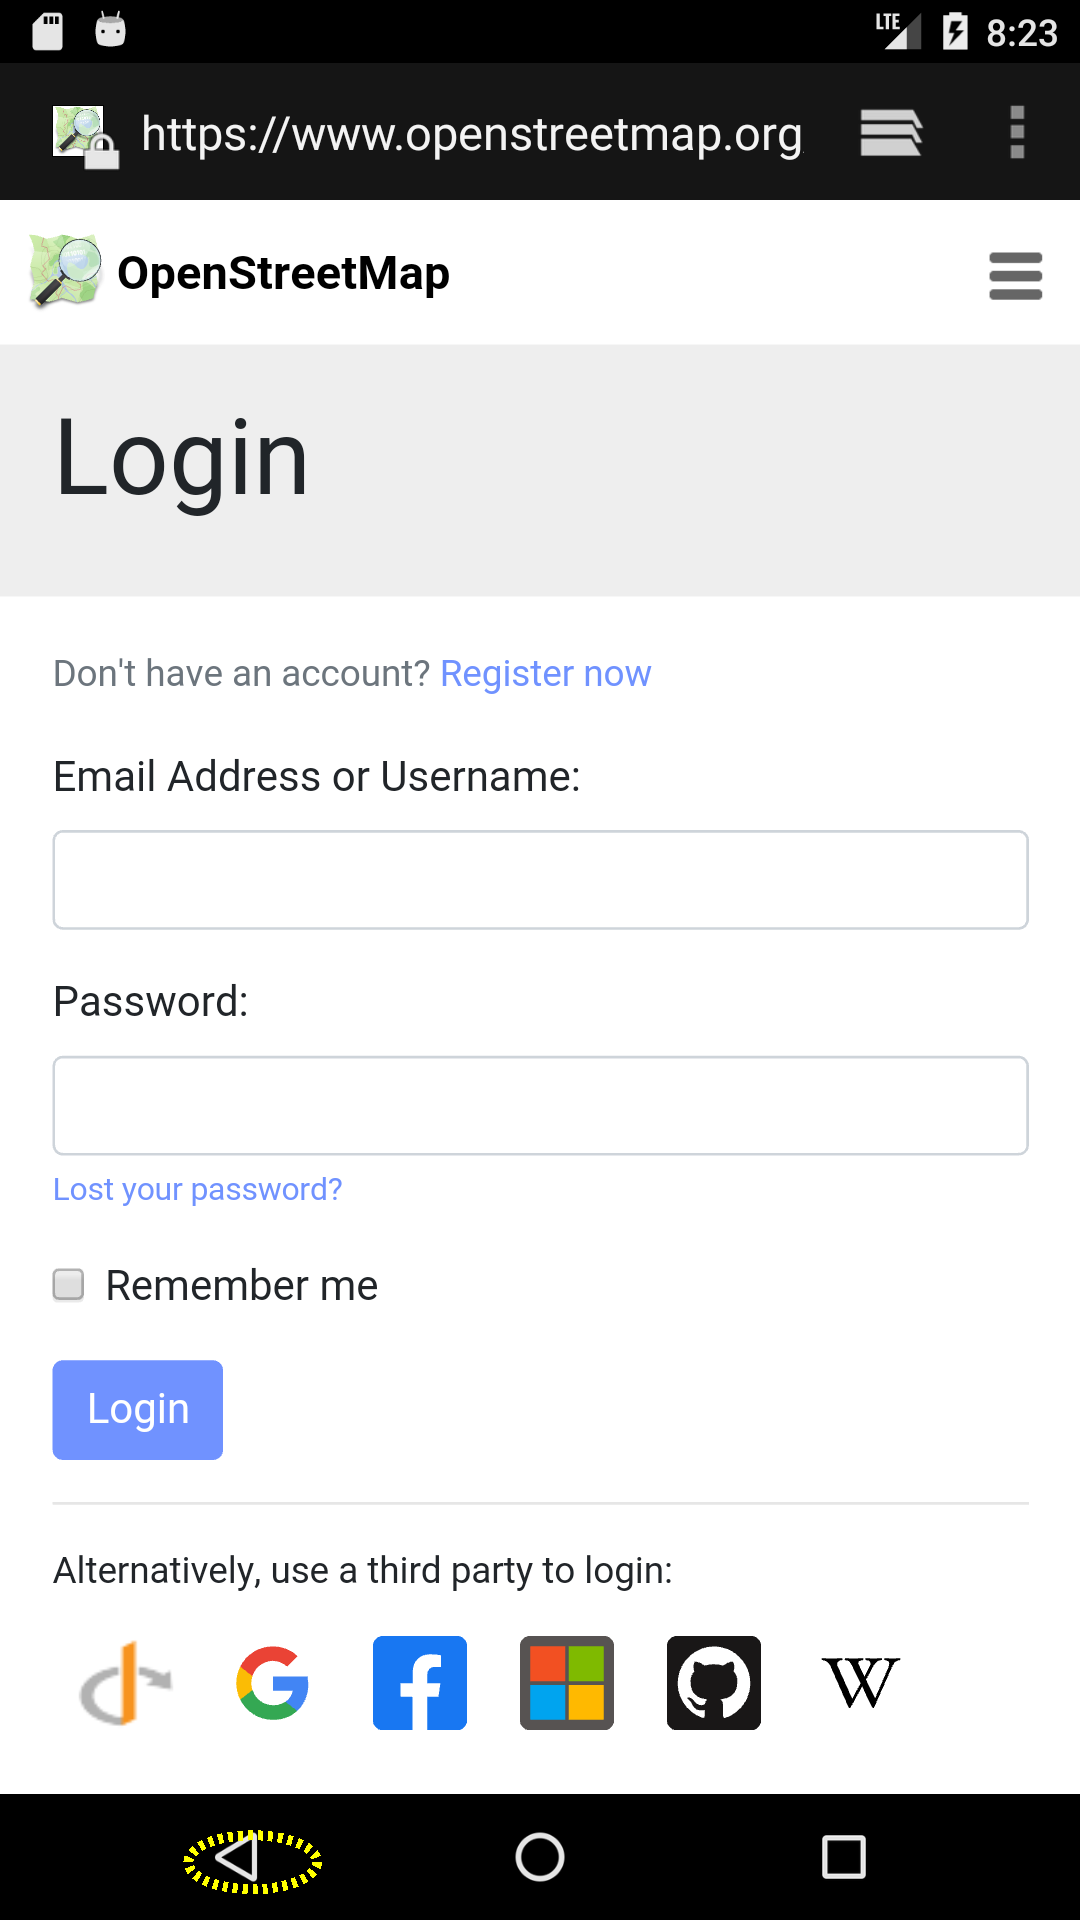 LTE 8:23
https://www.openstreetmap.org
OpenStreetMap
Login
Don't have an account? Register now
Email Address or Username:
Password:
Lost your password?
Remember me
Login
Alternatively, use a third party to login: